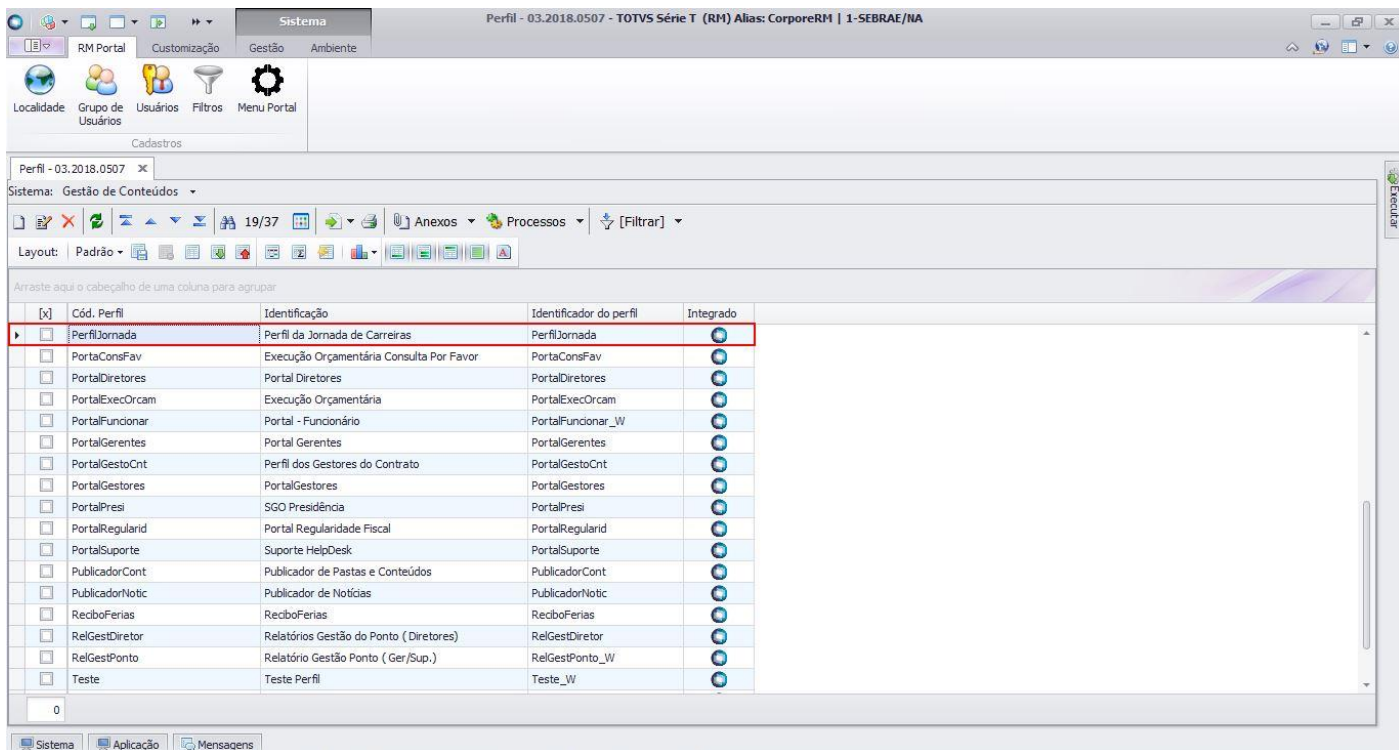 Sistema
Perfil - 03.2018.0507 - TOTVS Série T (RM) Alias: CorporeRM | 1-SEBRAE/NA
RM Portal Customização Gestão Ambiente
Localidade Grupo de Usuários Usuários Filtros Menu Portal
Cadastros
Perfil - 03.2018.0507
Executar
Sistema: Gestão de Conteúdos
19/37 Anexos Processos [Filtrar]
Layout: Padrão
Arraste aqui o cabeçalho de uma coluna para agrupar
[x] Cód. Perfil Identificação Identificador do perfil Integrado
PerfilJornada Perfil da Jornada de Carreiras PerfilJornada
PortaConsFav Execução Orçamentária Consulta Por Favor PortaConsFav
PortalDiretores Portal Diretores PortalDiretores
PortalExecOrcam Execução Orçamentária PortalExecOrcam
PortalFuncionar Portal - Funcionário PortalFuncionar_W
PortalGerentes Portal Gerentes PortalGerentes
PortalGestoCnt Perfil dos Gestores do Contrato PortalGestoCnt
PortalGestores PortalGestores PortalGestores
PortalPresi SGO Presidência PortalPresi
PortalRegularid Portal Regularidade Fiscal PortalRegularid
PortalSuporte Suporte HelpDesk PortalSuporte
PublicadorCont Publicador de Pastas e Conteúdos PublicadorCont
PublicadorNotic Publicador de Notícias PublicadorNotic
ReciboFerias ReciboFerias ReciboFerias
RelGestDiretor Relatórios Gestão do Ponto ( Diretores) RelGestDiretor
RelGestPonto Relatório Gestão Ponto ( Ger/Sup.) RelGestPonto_W
Teste Teste Perfil Teste_W
0
Sistema Aplicação Mensagens